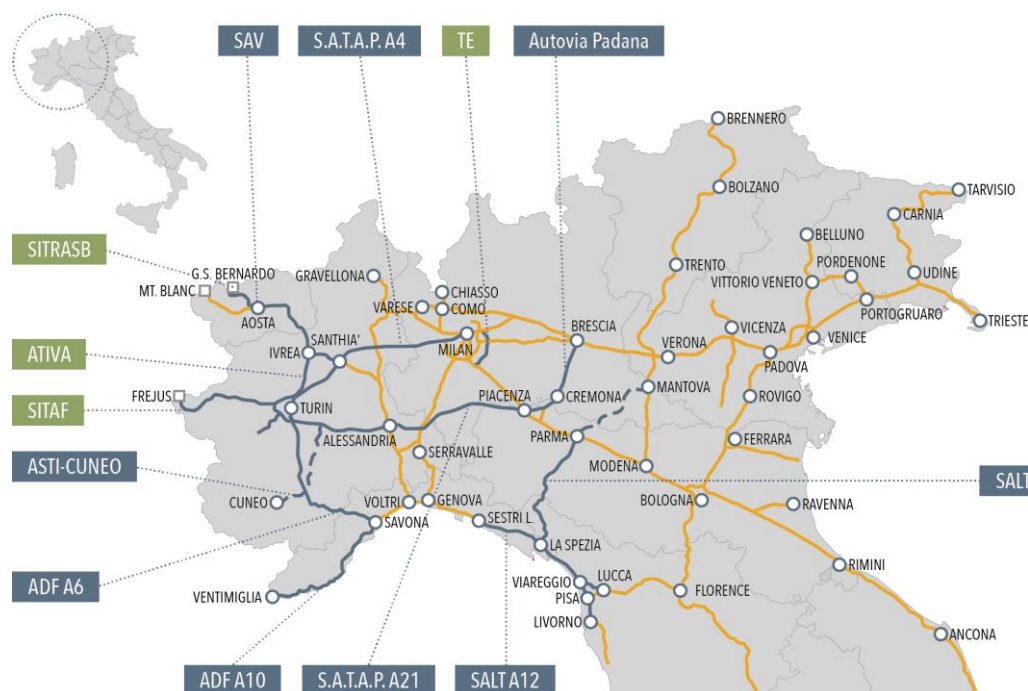 SAV
S.A.T.A.P. A4
TE
Autovia Padana
BRENNERO
BOLZANO
TARVISIO
CARNIA
SITRASB
BELLUNO
G.S. BERNARDO
GRAVELLONA
TRENTO
PORDENONE
MT. BLANC
CHIASSO
VITTORIO VENETO
UDINE
VARESE
COMO
PORTOGRUARO
AOSTA
SANTHIA'
BRESCIA
VICENZA
TRIESTE
ATIVA
IVREA
MILAN
VERONA
VENICE
PADOVA
FREJUS
PIACENZA
CREMONA
MANTOVA
ROVIGO
SITAF
TURIN
ALESSANDRIA
PARMA
FERRARA
SERRAVALLE
ASTI-CUNEO
MODENA
SALT
CUNEO
VOLTRI
GENOVA
BOLOGNA
RAVENNA
SAVONA
SESTRI L.
LA SPEZIA
RIMINI
ADF A6
VIAREGGIO
LUCCA
VENTIMIGLIA
PISA
FLORENCE
LIVORNO
ANCONA
ADF A10
S.A.T.A.P. A21
SALT A12